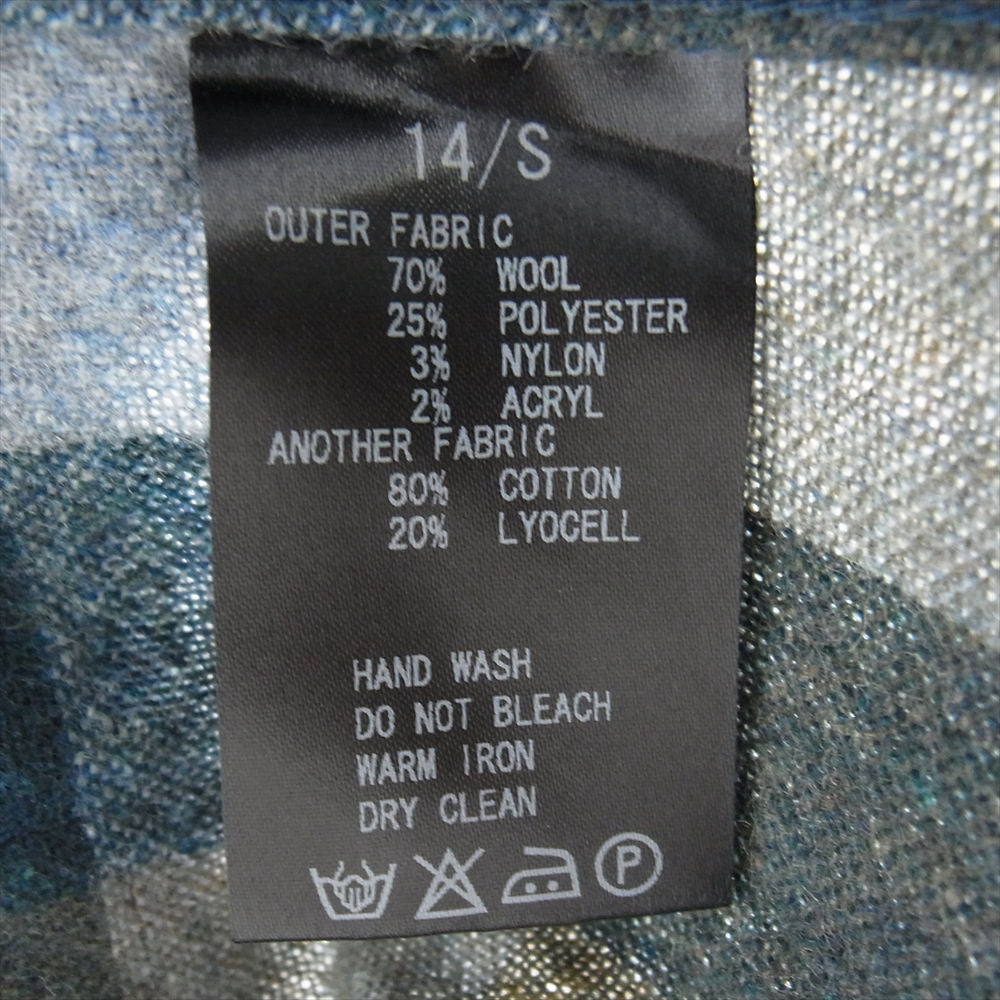 14/S
OUTER FABRIC
70% WOOL
25% POLYESTER
3% NYLON
2% ACRYL
ANOTHER FABRIC
80% COTTON
20% LYOCELL
HAND WASH
DO NOT BLEACH
WARM IRON
DRY CLEAN
P